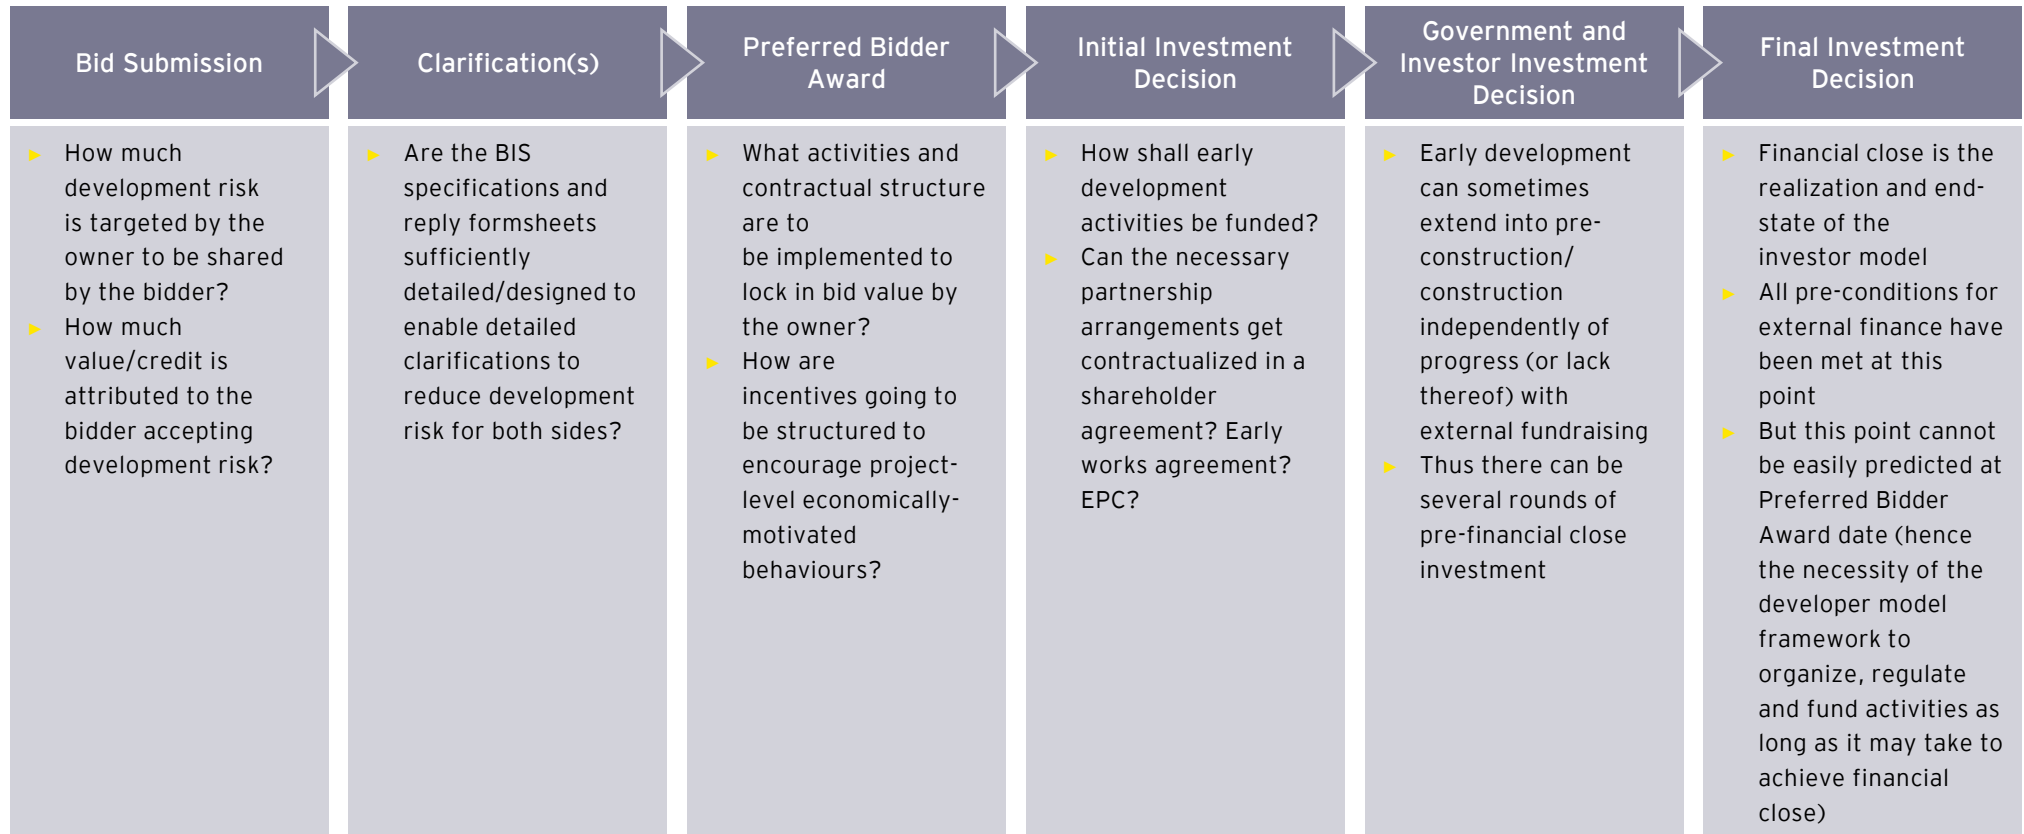 Bid Submission
Clarification(s)
Preferred Bidder
Award
Initial Investment
Decision
Government and
Investor Investment
Decision
Final Investment
Decision
How much
development risk
is targeted by the
owner to be shared
by the bidder?
How much
value/credit is
attributed to the
bidder accepting
development risk?
Are the BIS
specifications and
reply formsheets
sufficiently
detailed/designed to
enable detailed
clarifications to
reduce development
risk for both sides?
What activities and
contractual structure
are to
be implemented to
lock in bid value by
the owner?
How are
incentives going to
be structured to
encourage project-
level economically-
motivated
behaviours?
How shall early
development
activities be funded?
Can the necessary
partnership
arrangements get
contractualized in a
shareholder
agreement? Early
works agreement?
EPC?
Early development
can sometimes
extend into pre-
construction/
construction
independently of
progress (or lack
thereof) with
external fundraising
Thus there can be
several rounds of
pre-financial close
investment
Financial close is the
realization and end-
state of the
investor model
All pre-conditions for
external finance have
been met at this
point
But this point cannot
be easily predicted at
Preferred Bidder
Award date (hence
the necessity of the
developer model
framework to
organize, regulate
and fund activities as
long as it may take to
achieve financial
close)